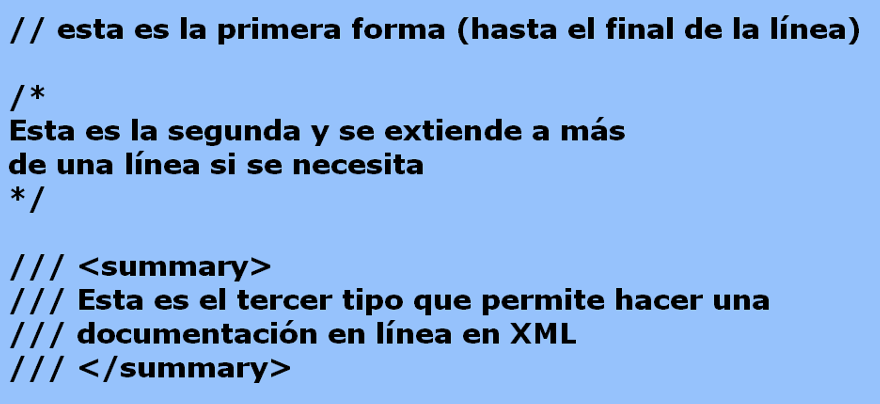 // esta es la primera forma (hasta el final de la línea)
/*
Esta es la segunda y se extiende a más
de una línea si se necesita
*/
/// <summary>
/// Esta es el tercer tipo que permite hacer una
/// documentación en línea en XML
/// </summary>